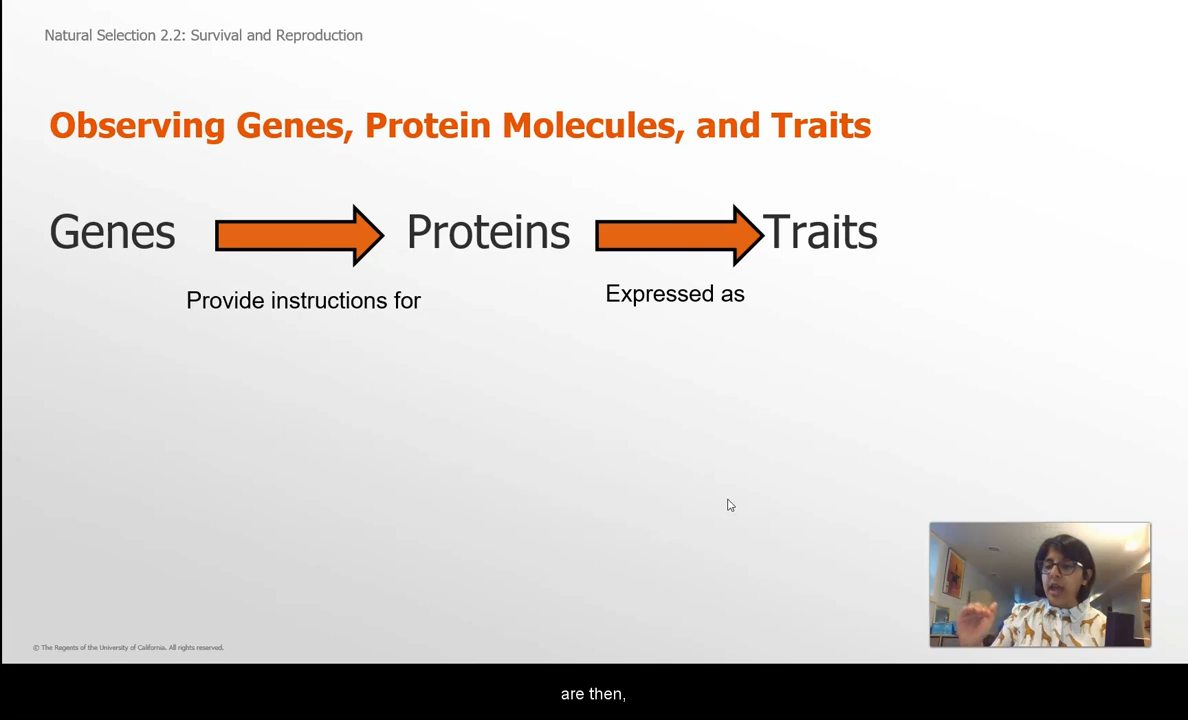 Natural Selection 2.2: Survival and Reproduction
Observing Genes, Protein Molecules, and Traits
Genes Proteins Traits
Provide instructions for Expressed as
© The Regents of the University of California. All rights reserved.
are then,